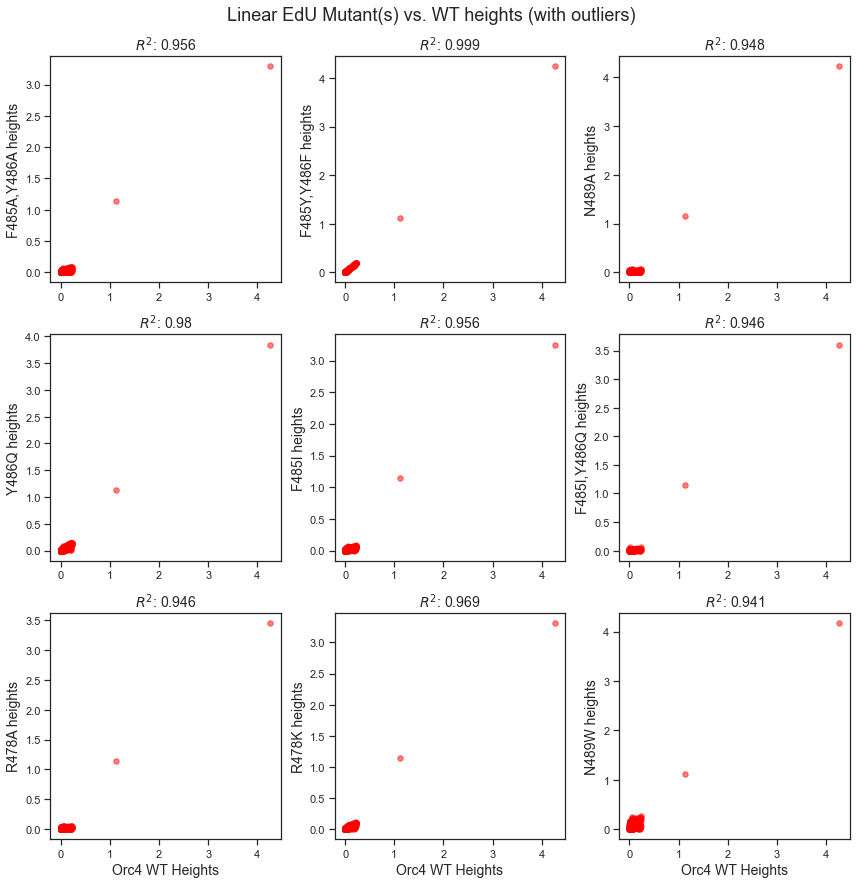 Linear EdU Mutant(s) vs. WT heights (with outliers)
R²: 0.956
F485A,Y486A heights
3.0
2.5
2.0
1.5
1.0
0.5
0.0
0 1 2 3 4
R²: 0.999
F485Y,Y486F heights
4
3
2
1
0
0 1 2 3 4
R²: 0.948
N489A heights
4
3
2
1
0
0 1 2 3 4
R²: 0.98
Y486Q heights
4.0
3.5
3.0
2.5
2.0
1.5
1.0
0.5
0.0
0 1 2 3 4
R²: 0.956
F485I heights
3.0
2.5
2.0
1.5
1.0
0.5
0.0
0 1 2 3 4
R²: 0.946
F485I,Y486Q heights
3.5
3.0
2.5
2.0
1.5
1.0
0.5
0.0
0 1 2 3 4
R²: 0.946
R478A heights
3.5
3.0
2.5
2.0
1.5
1.0
0.5
0.0
0 1 2 3 4
Orc4 WT Heights
R²: 0.969
R478K heights
3.0
2.5
2.0
1.5
1.0
0.5
0.0
0 1 2 3 4
Orc4 WT Heights
R²: 0.941
N489W heights
4
3
2
1
0
0 1 2 3 4
Orc4 WT Heights